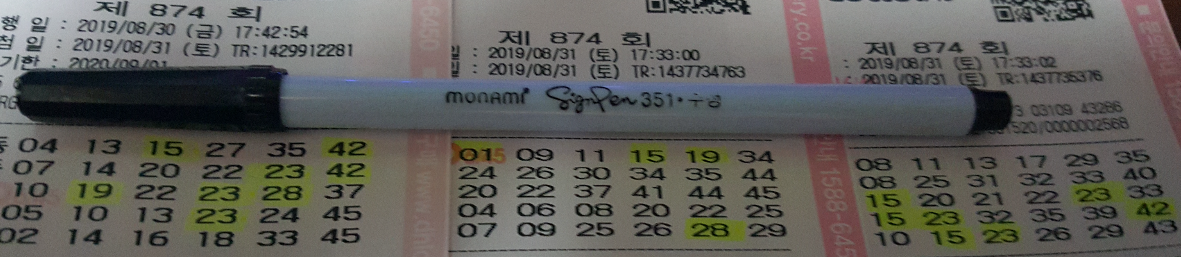 제 874 회
행 일 : 2019/08/30 (금) 17:42:54
첨 일 : 2019/08/31 (토) TR:1429912281
기한 : 2020/09/01
04 13 15 27 35 42
07 14 20 22 23 42
10 19 22 23 28 37
05 10 13 23 24 45
02 14 16 18 33 45
제 874 회
: 2019/08/31 (토) 17:33:00
: 2019/08/31 (토) TR:1437734763
01 09 11 15 19 34
24 26 30 34 35 44
20 22 37 41 44 45
04 06 08 20 22 25
07 09 25 26 28 29
제 874 회
: 2019/08/31 (토) 17:33:02
: 2019/08/31 (토) TR:1437735376
03109 43286
520/0000002568
08 11 13 17 29 35
08 25 31 32 33 40
15 20 21 22 23 33
15 23 32 35 39 42
10 15 23 26 29 43
monami SignPen 351
-6450
ry.co.kr
1588-645